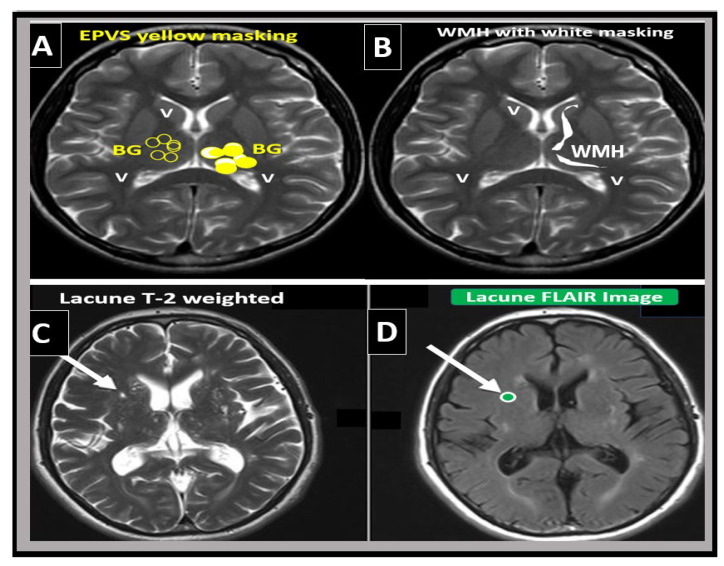 A
EPVS yellow masking
V
BG
BG
V
V
B
WMH with white masking
V
WMH
V
V
C
Lacune T-2 weighted
D
Lacune FLAIR Image